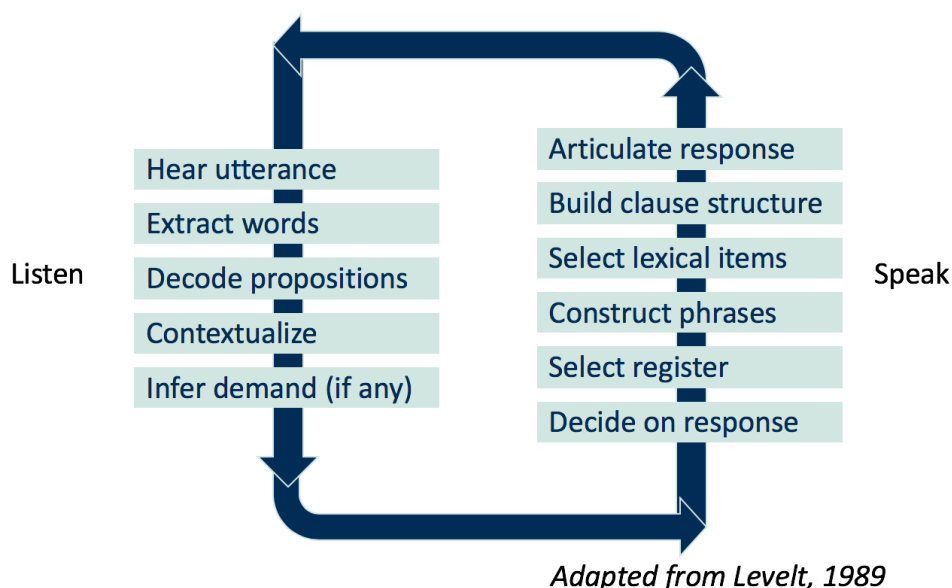 Listen
Hear utterance
Extract words
Decode propositions
Contextualize
Infer demand (if any)
Articulate response
Build clause structure
Select lexical items
Construct phrases
Select register
Decide on response
Speak
Adapted from Levelt, 1989